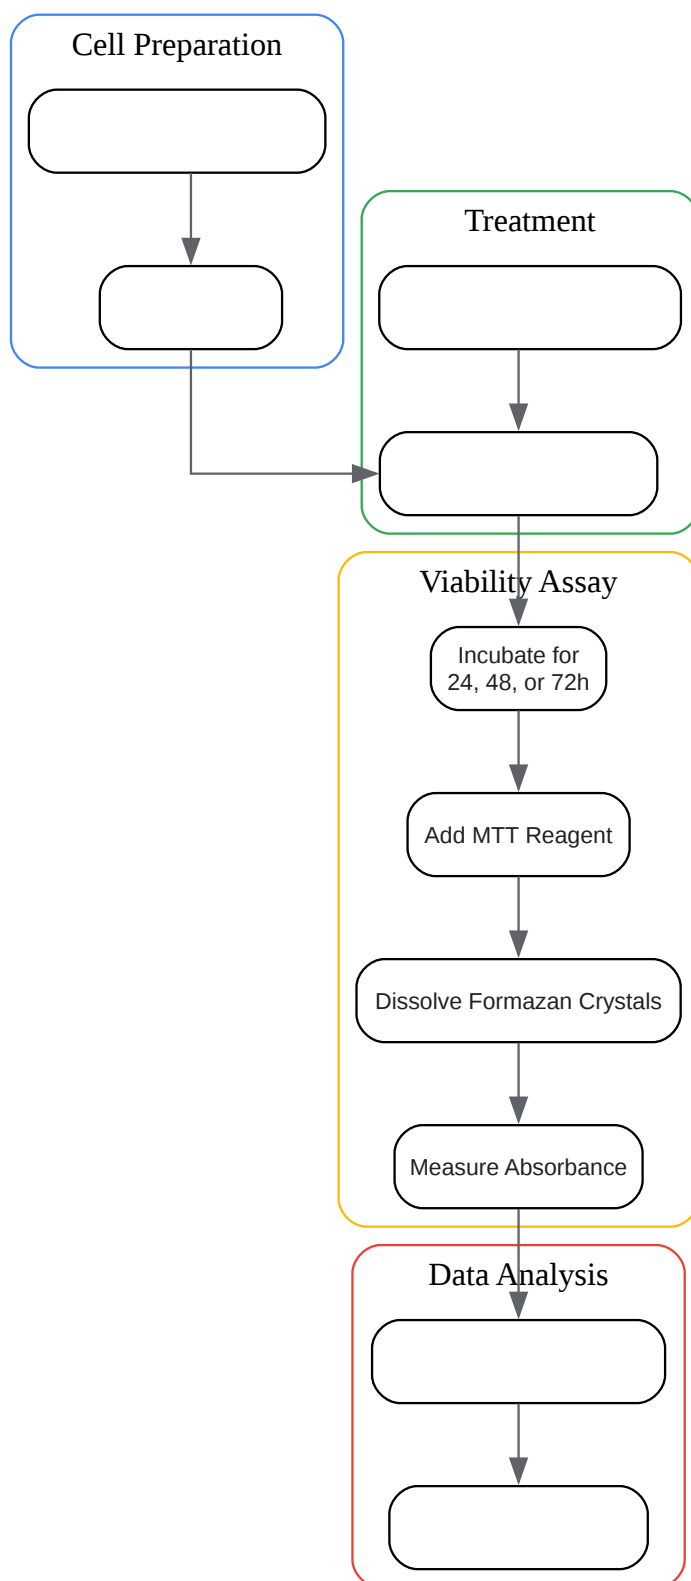 Cell Preparation
Treatment
Viability Assay
Incubate for
24, 48, or 72h
Add MTT Reagent
Dissolve Formazan Crystals
Measure Absorbance
Data Analysis